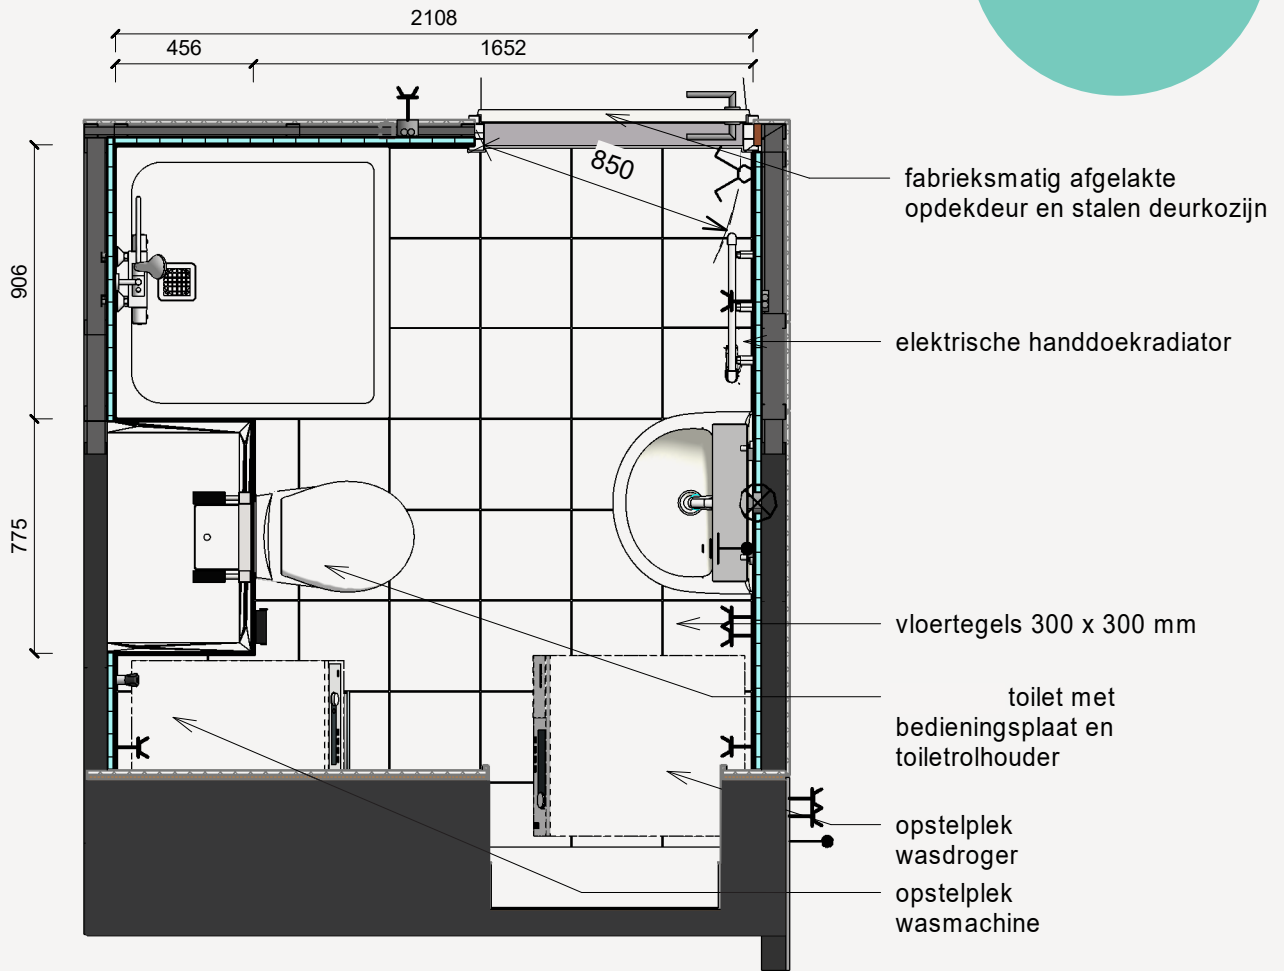 2108
456 1652
850
906
775
fabrieksmatig afgelakte
opdekdeur en stalen deurkozijn
elektrische handdoekradiator
vloertegels 300 x 300 mm
toilet met
bedieningsplaat en
toiletrolhouder
opstelplek
wasdroger
opstelplek
wasmachine